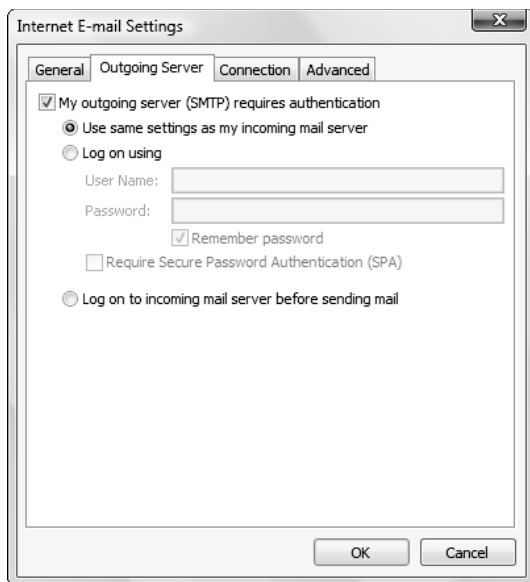 Internet E-mail Settings
General Outgoing Server Connection Advanced
My outgoing server (SMTP) requires authentication
Use same settings as my incoming mail server
Log on using
User Name:
Password:
Remember password
Require Secure Password Authentication (SPA)
Log on to incoming mail server before sending mail
OK Cancel